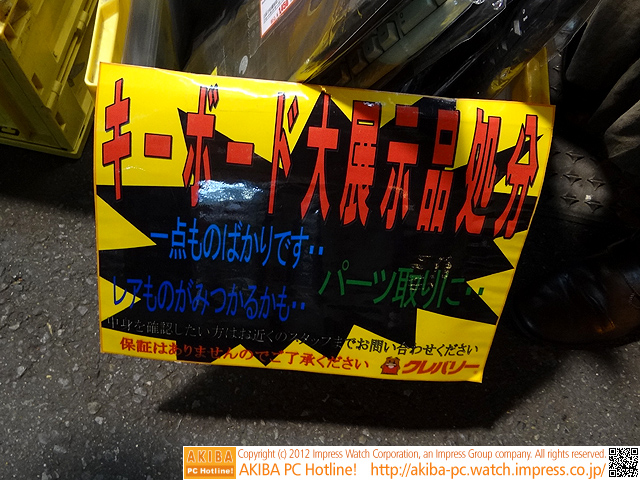 キーボード大展示品処分
一点ものばかりです‥
レアものがみつかるかも‥
パーツ取りに‥
中身を確認したい方はお近くのスタッフまでお問い合わせください
保証はありませんのでご了承ください
クレバリー
AKIBA PC Hotline!
Copyright (c) 2012 Impress Watch Corporation, an Impress Group company. All rights reserved.
AKIBA PC Hotline! http://akiba-pc.watch.impress.co.jp/